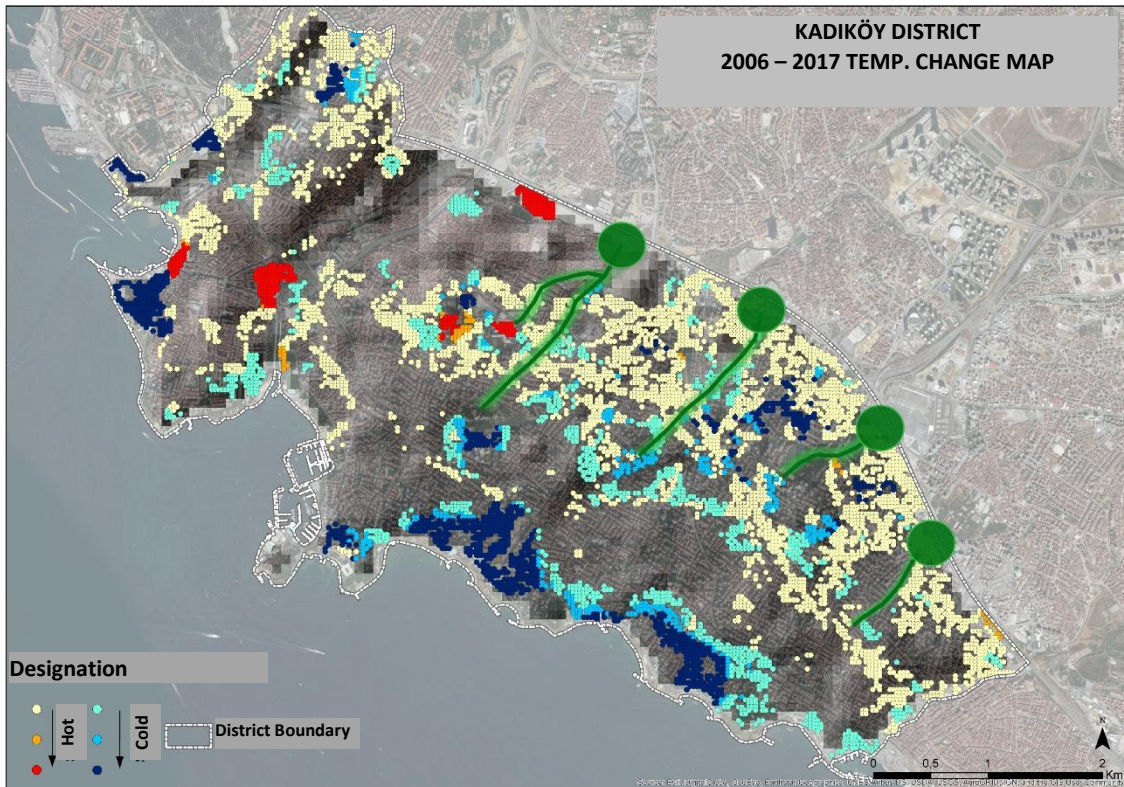 KADIKÖY DISTRICT
2006 – 2017 TEMP. CHANGE MAP
Designation
Hot
Cold
District Boundary
N
0 0.5 1 2
Km